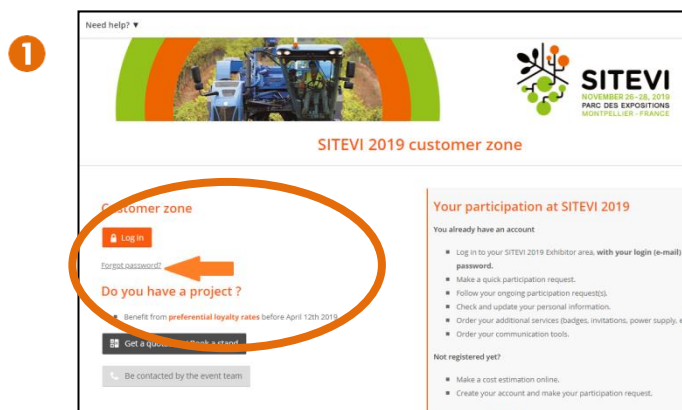 Need help? ▼
1
SITEVI
NOVEMBER 26-28, 2019
PARC DES EXPOSITIONS
MONTPELLIER - FRANCE
SITEVI 2019 customer zone
Customer zone
Log in
Forgot password?
Do you have a project ?
Benefit from preferential loyalty rates before April 12th 2019
Get a quote Book a stand
Be contacted by the event team
Your participation at SITEVI 2019
You already have an account
Log in to your SITEVI 2019 Exhibitor area, with your login (e-mail)
password.
Make a quick participation request.
Follow your ongoing participation request(s).
Check and update your personal information.
Order your additional services (badges, invitations, power supply, e
Order your communication tools.
Not registered yet?
Make a cost estimation online.
Create your account and make your participation request.